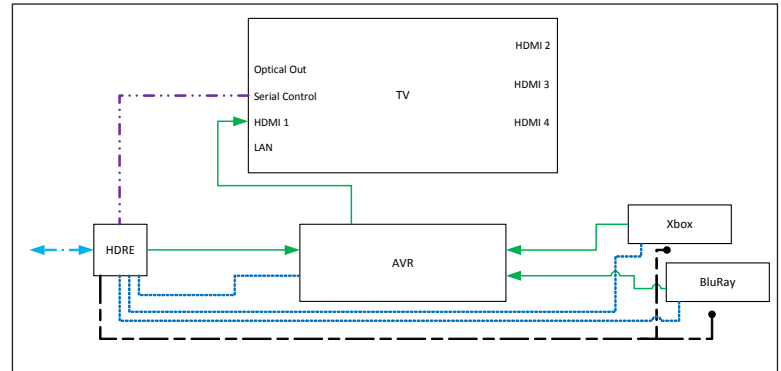 HDMI 2
Optical Out
HDMI 3
Serial Control
TV
HDMI 1
HDMI 4
LAN
Xbox
HDRE
AVR
BluRay